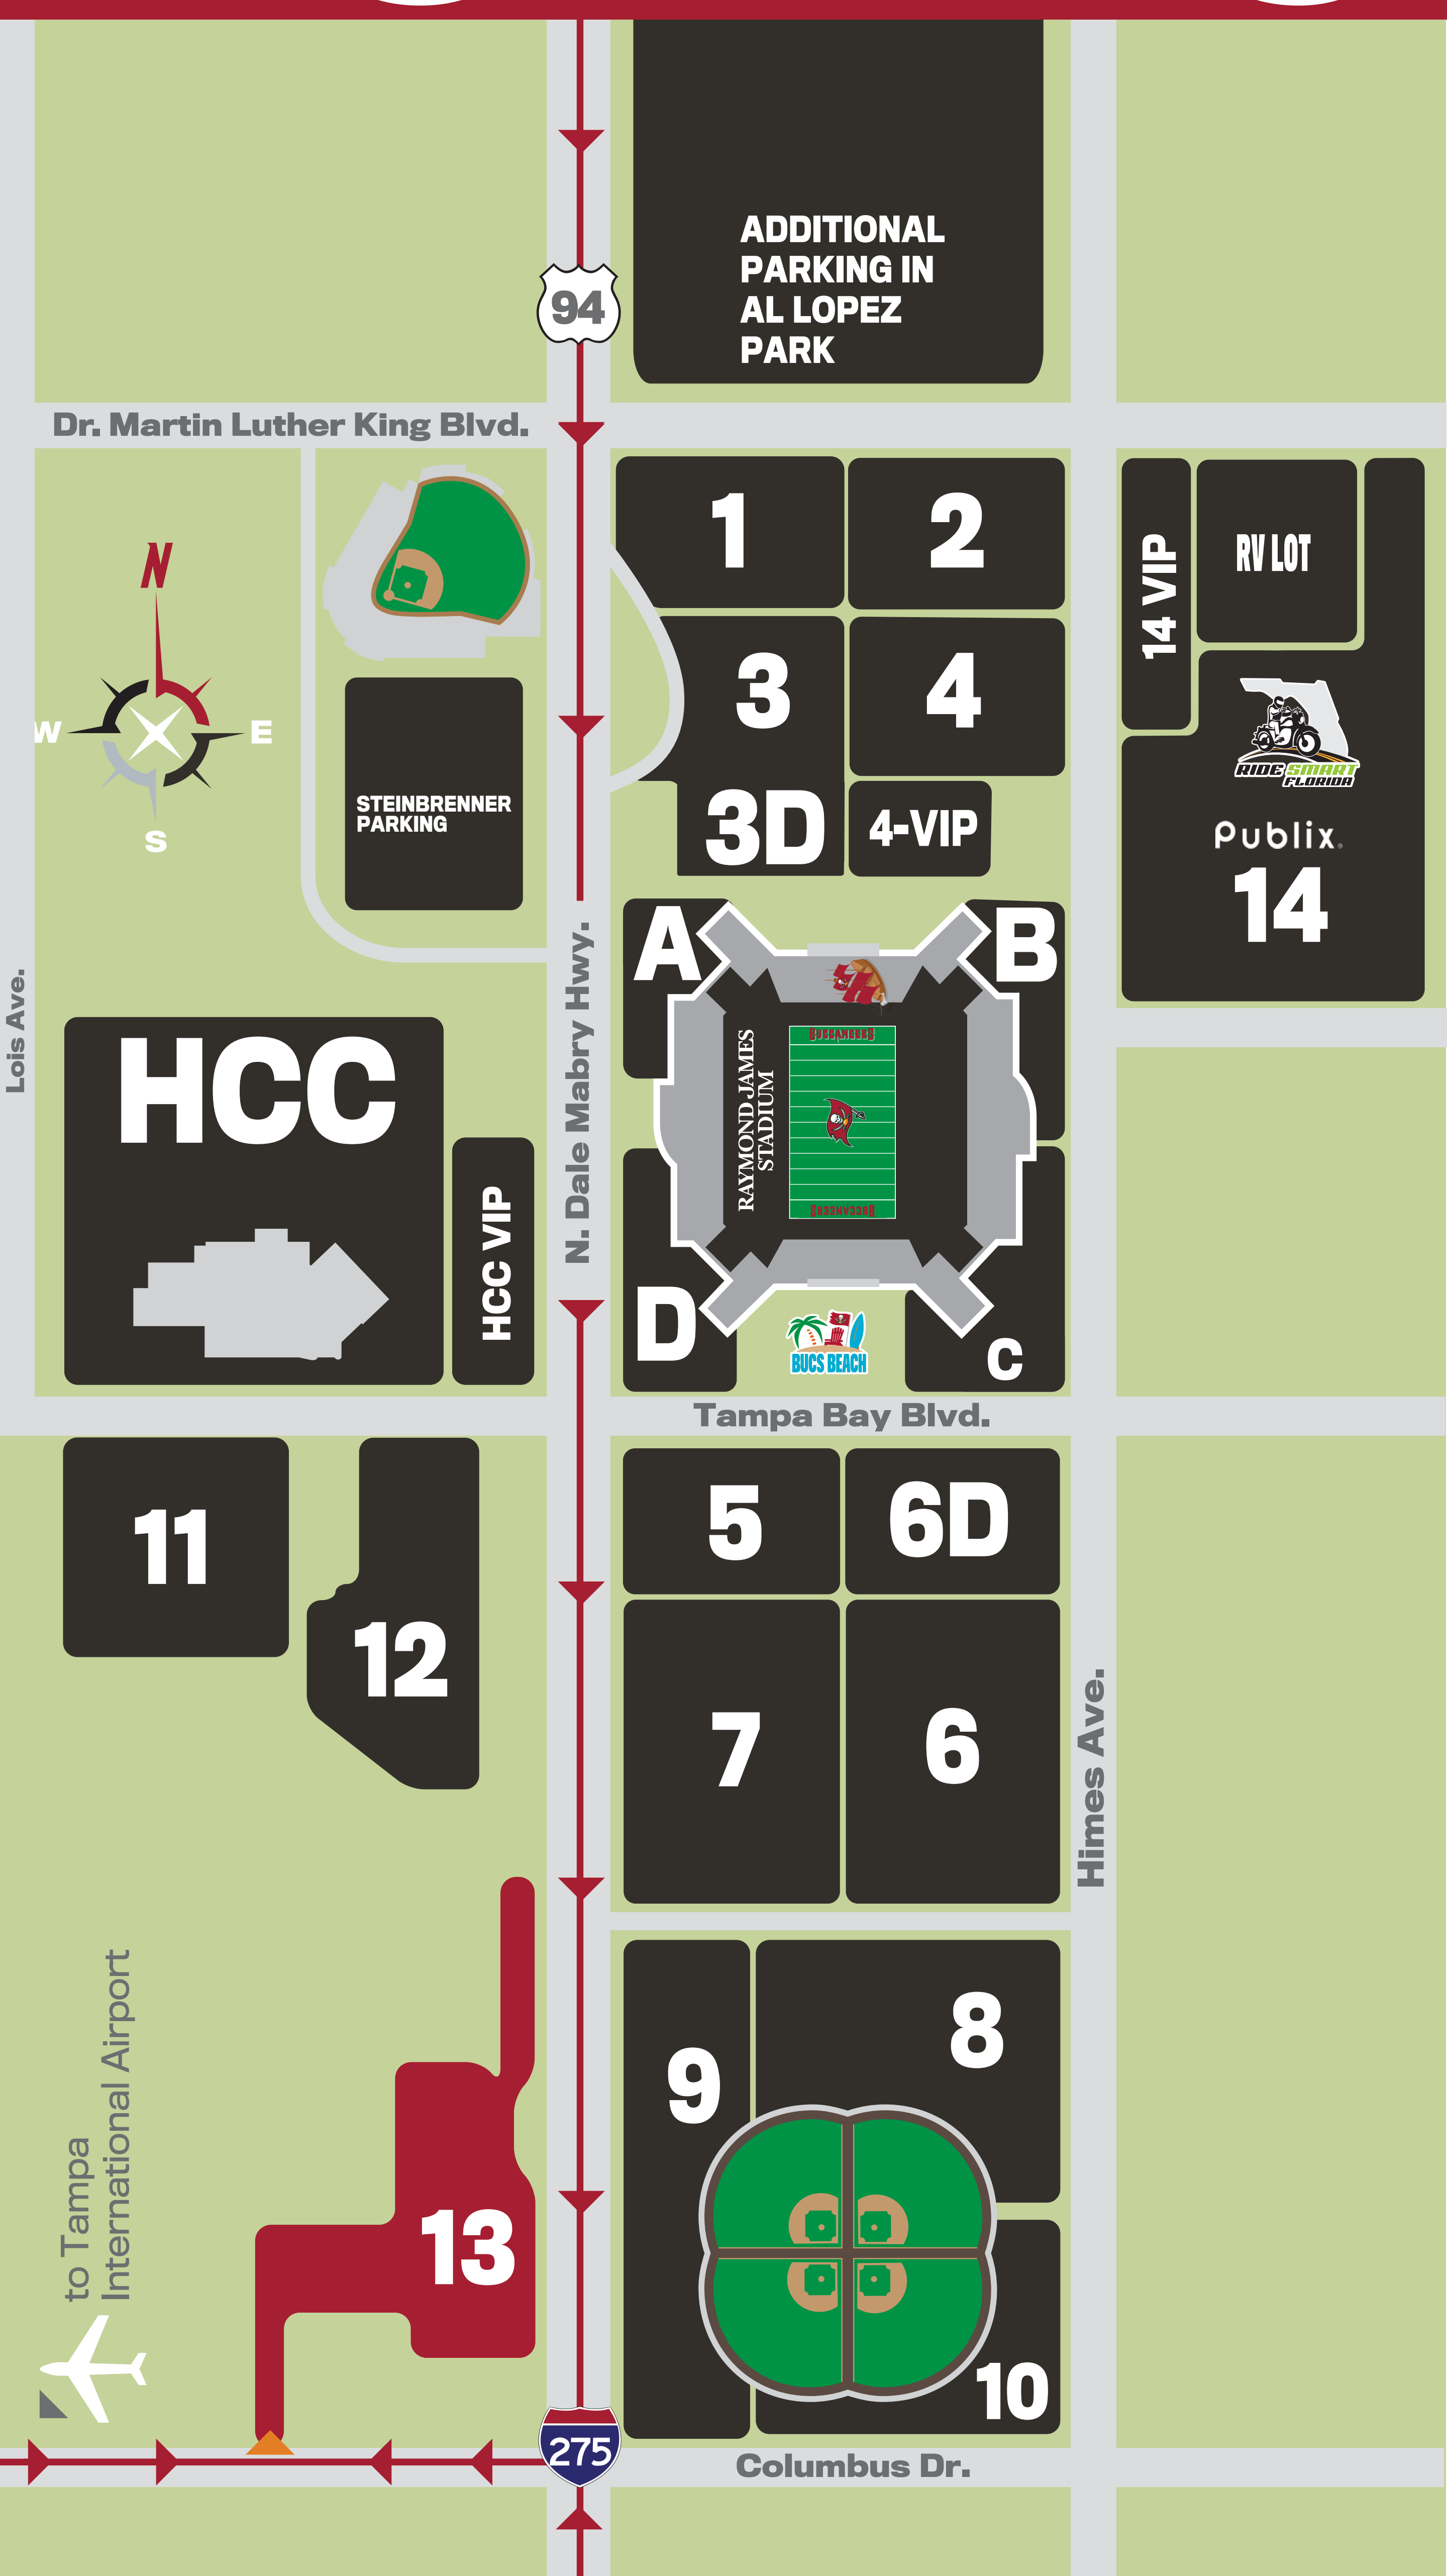 ADDITIONAL
PARKING IN
AL LOPEZ
PARK
94
Dr. Martin Luther King Blvd.
1
2
14 VIP
RV LOT
N
W
E
S
3
4
STEINBRENNER
PARKING
3D
4-VIP
RIDE SMART
FLORIDA
Publix
14
A
B
Lois Ave.
N. Dale Mabry Hwy.
HCC
HCC VIP
BUCCANEERS
RAYMOND JAMES
STADIUM
BUCCANEERS
D
BUCS BEACH
C
Tampa Bay Blvd.
11
12
5
6D
7
6
Himes Ave.
to Tampa
International Airport
13
9
8
10
275
Columbus Dr.